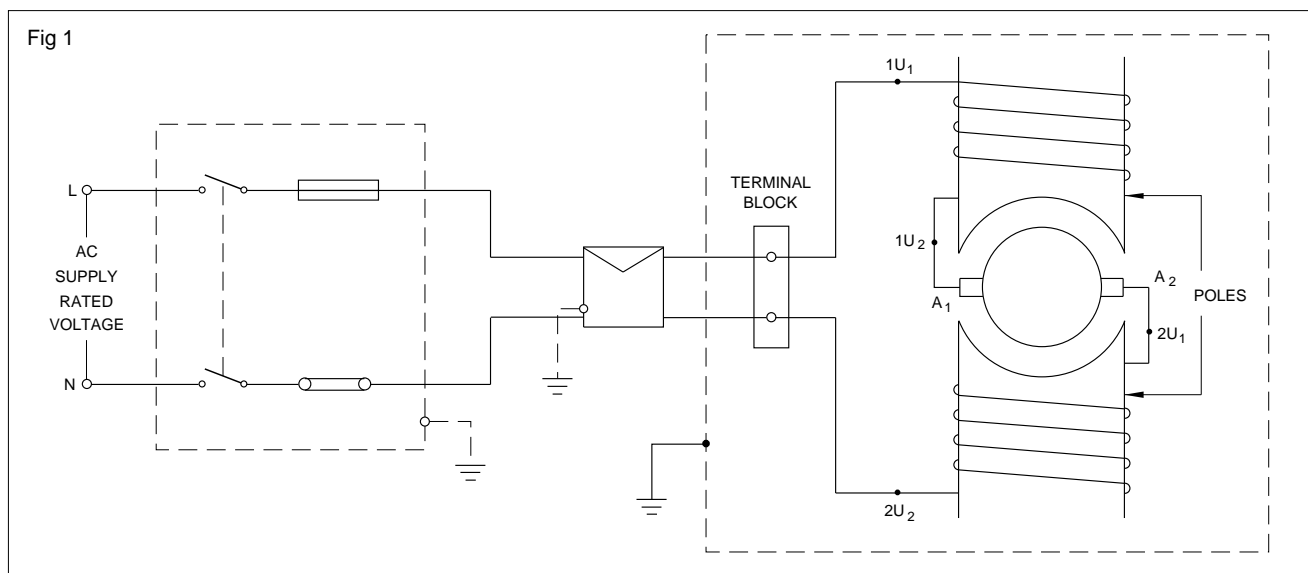 Fig 1
L
AC
SUPPLY
RATED
VOLTAGE
N
TERMINAL
BLOCK
1U1
1U2
A1
A2
POLES
2U1
2U2